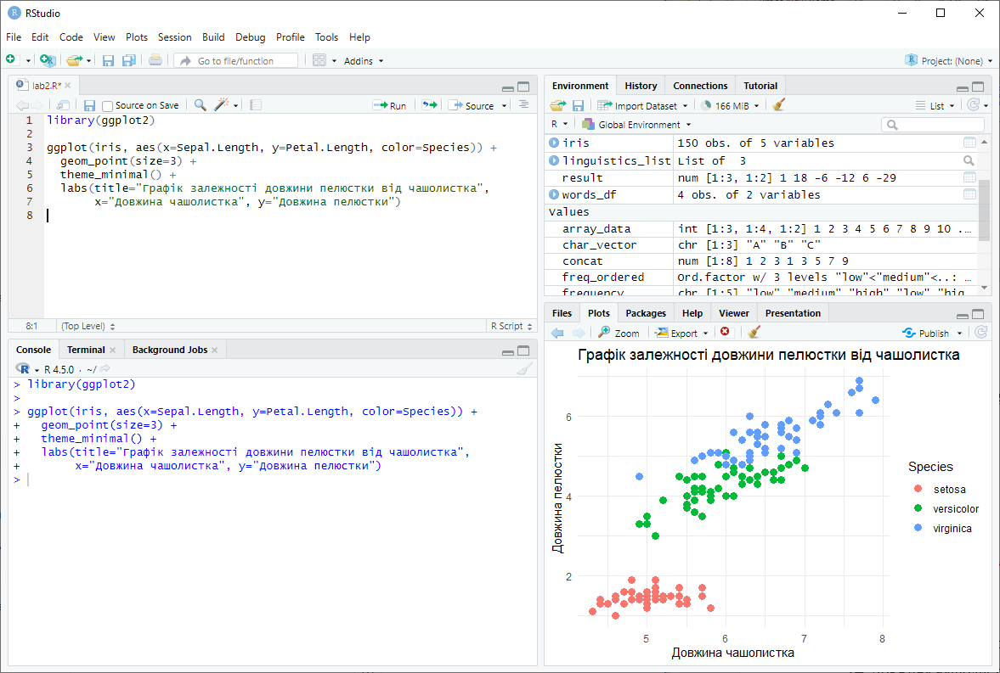 RStudio
File Edit Code View Plots Session Build Debug Profile Tools Help
Go to file/function Addins Project: (None)
lab2.R*
Source on Save Run Source
1 library(ggplot2)
2
3 ggplot(iris, aes(x=Sepal.Length, y=Petal.Length, color=Species)) +
4 geom_point(size=3) +
5 theme_minimal() +
6 labs(title="Графік залежності довжини пелюстки від чашолистка",
7 x="Довжина чашолистка", y="Довжина пелюстки")
8
8:1 (Top Level) R Script
Console Terminal Background Jobs
R R 4.5.0 · ~/
> library(ggplot2)
>
> ggplot(iris, aes(x=Sepal.Length, y=Petal.Length, color=Species)) +
+ geom_point(size=3) +
+ theme_minimal() +
+ labs(title="Графік залежності довжини пелюстки від чашолистка",
+ x="Довжина чашолистка", y="Довжина пелюстки")
>
Environment History Connections Tutorial
Import Dataset 166 MiB List
R Global Environment
iris 150 obs. of 5 variables
linguistics_list List of 3
result num [1:3, 1:2] 1 18 -6 -12 6 -29
words_df 4 obs. of 2 variables
Values
array_data int [1:3, 1:4, 1:2] 1 2 3 4 5 6 7 8 9 10 ...
char_vector chr [1:3] "A" "B" "C"
concat num [1:8] 1 2 3 1 3 5 7 9
freq_ordered Ord.factor w/ 3 levels "low"<"medium"<..: ...
frequency chr [1:5] "low" "medium" "high" "low" "hig
Files Plots Packages Help Viewer Presentation
Zoom Export Publish
Графік залежності довжини пелюстки від чашолистка
Довжина пелюстки
6
4
2
5 6 7 8
Довжина чашолистка
Species
setosa
versicolor
virginica